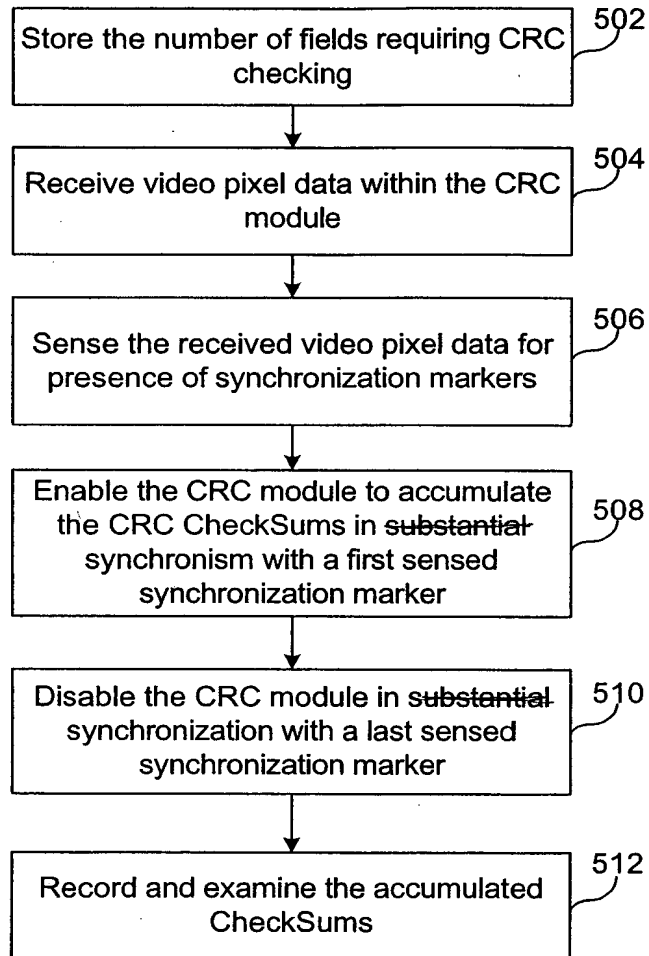 Store the number of fields requiring CRC
checking
502
Receive video pixel data within the CRC
module
504
Sense the received video pixel data for
presence of synchronization markers
506
Enable the CRC module to accumulate
the CRC CheckSums in substantial
synchronism with a first sensed
synchronization marker
508
Disable the CRC module in substantial
synchronization with a last sensed
synchronization marker
510
Record and examine the accumulated
CheckSums
512